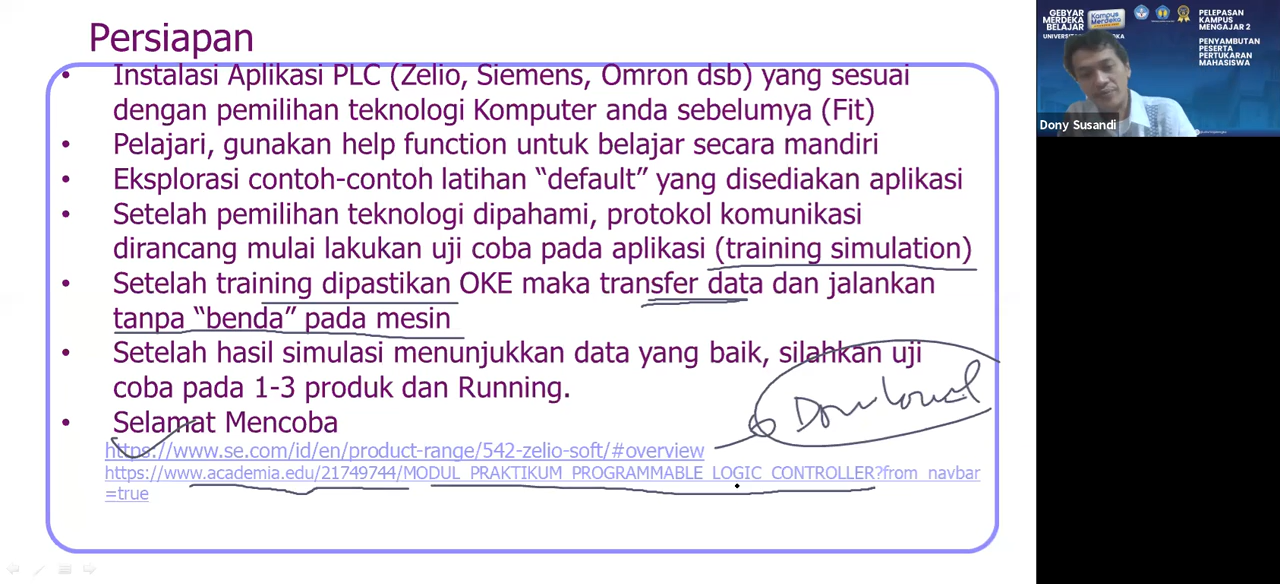 Persiapan
• Instalasi Aplikasi PLC (Zelio, Siemens, Omron dsb) yang sesuai
dengan pemilihan teknologi Komputer anda sebelumya (Fit)
• Pelajari, gunakan help function untuk belajar secara mandiri
• Eksplorasi contoh-contoh latihan “default” yang disediakan aplikasi
• Setelah pemilihan teknologi dipahami, protokol komunikasi
dirancang mulai lakukan uji coba pada aplikasi (training simulation)
• Setelah training dipastikan OKE maka transfer data dan jalankan
tanpa “benda” pada mesin
• Setelah hasil simulasi menunjukkan data yang baik, silahkan uji
coba pada 1-3 produk dan Running.
• Selamat Mencoba
https://www.se.com/id/en/product-range/542-zelio-soft/#overview
https://www.academia.edu/21749744/MODUL_PRAKTIKUM_PROGRAMMABLE_LOGIC_CONTROLLER?from_navbar
=true
Download
GEBYAR
MERDEKA
BELAJAR
Kampus
Merdeka
PELEPASAN
KAMPUS
MENGAJAR 2
PENYAMBUTAN
PESERTA
PERTUKARAN
MAHASISWA
Dony Susandi